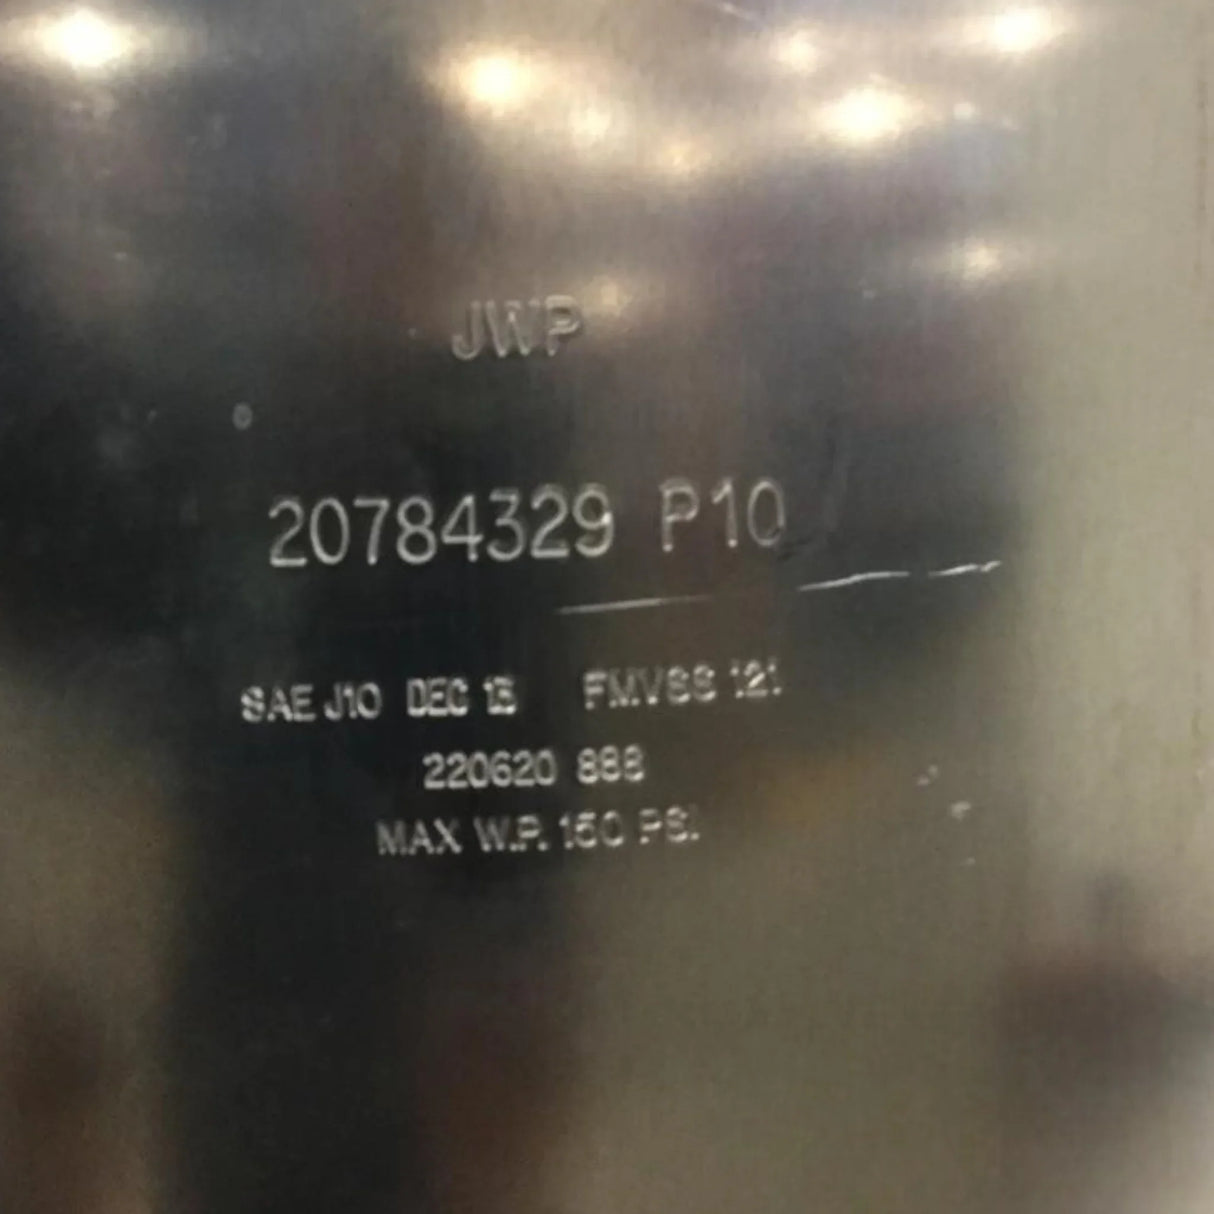 JWP
20784329 P10
SAE J10 DEC 13 FMVSS 121
220620 888
MAX W.P. 150 PSI